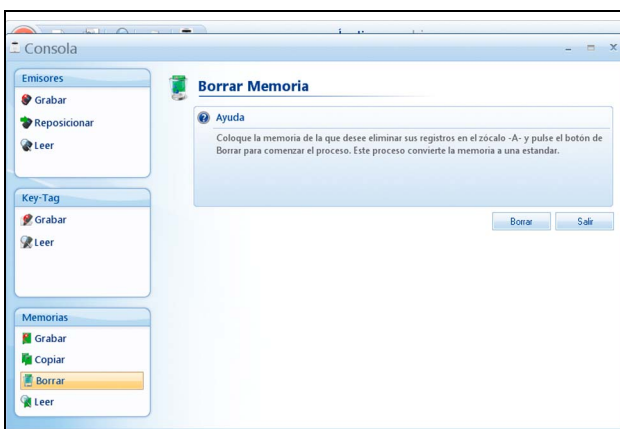 Consola
Emisores
Grabar
Reposicionar
Leer
Key-Tag
Grabar
Leer
Memorias
Grabar
Copiar
Borrar
Leer
Borrar Memoria
Ayuda
Coloque la memoria de la que desee eliminar sus registros en el zócalo -A- y pulse el botón de
Borrar para comenzar el proceso. Este proceso convierte la memoria a una estandar.
Borrar Salir